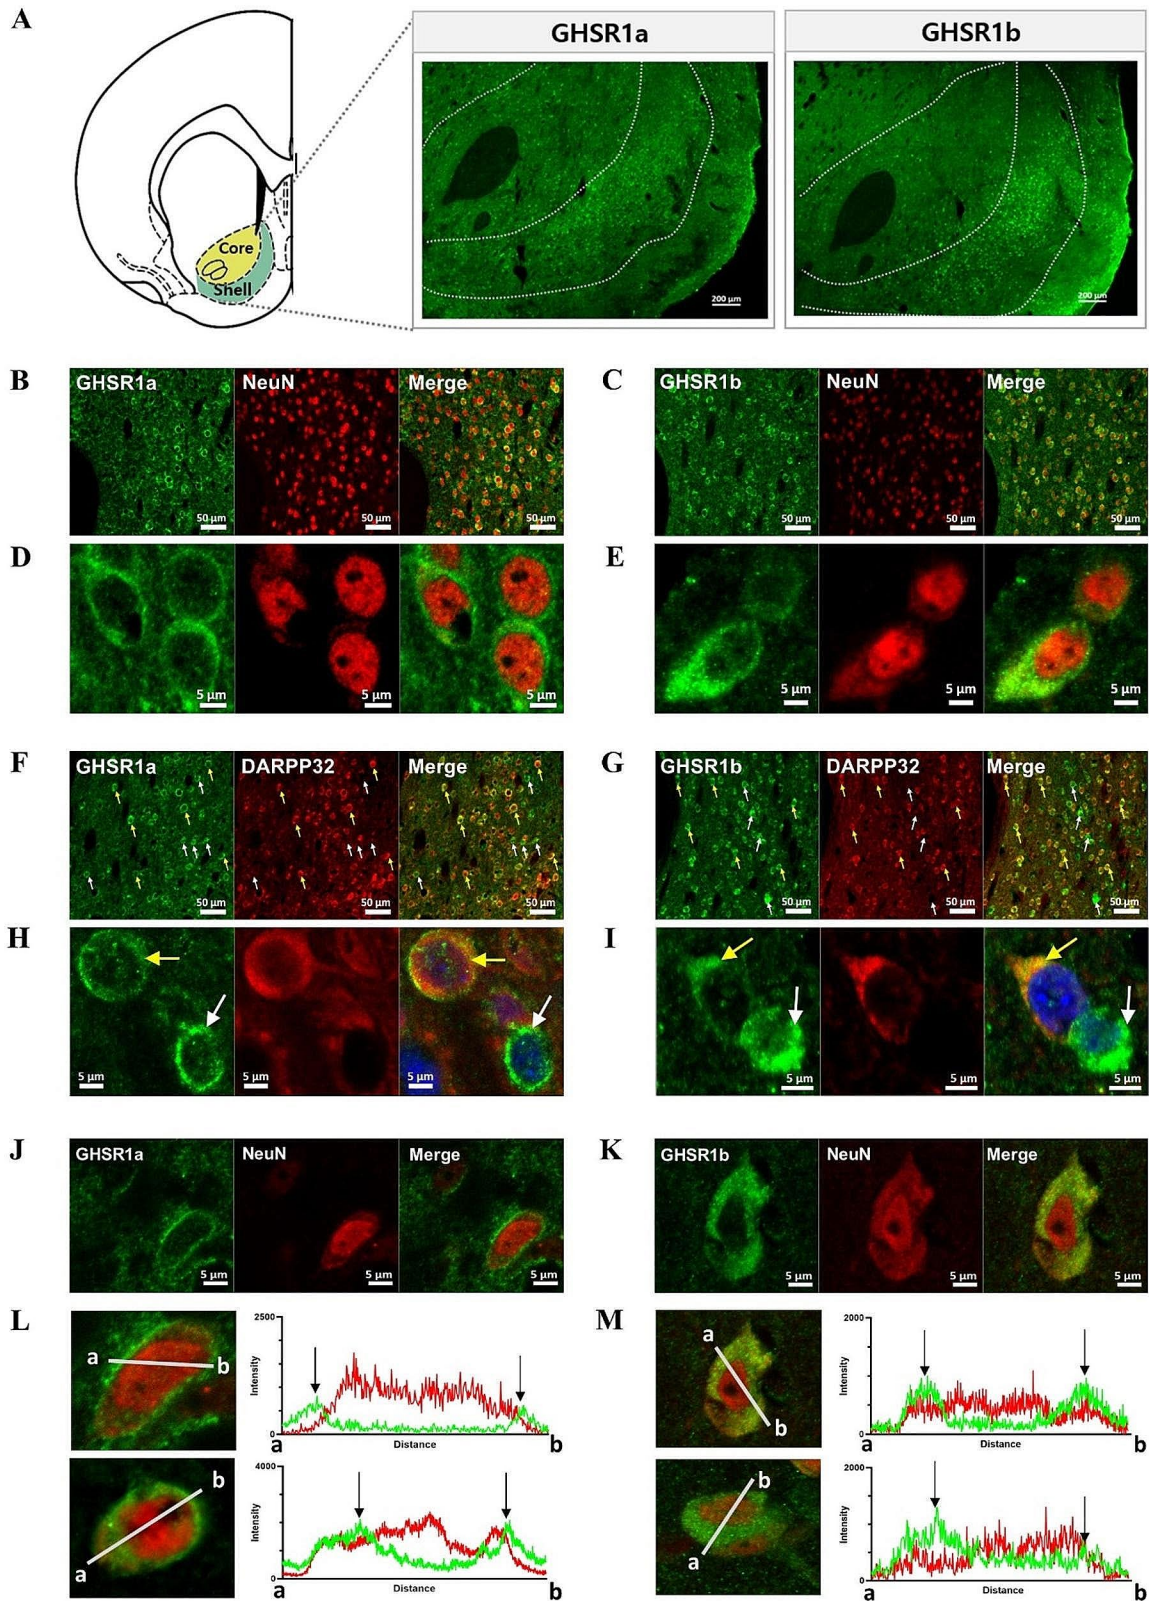 A
GHSR1a
GHSR1b
Core
Shell
200 µm
200 µm
B
GHSR1a
NeuN
Merge
50 µm
50 µm
50 µm
C
GHSR1b
NeuN
Merge
50 µm
50 µm
50 µm
D
5 µm
5 µm
5 µm
E
5 µm
5 µm
5 µm
F
GHSR1a
DARPP32
Merge
50 µm
50 µm
50 µm
G
GHSR1b
DARPP32
Merge
50 µm
50 µm
50 µm
H
5 µm
5 µm
5 µm
I
5 µm
5 µm
5 µm
J
GHSR1a
NeuN
Merge
5 µm
5 µm
5 µm
K
GHSR1b
NeuN
Merge
5 µm
5 µm
5 µm
L
a
b
2500
Intensity
0
a
Distance
b
a
b
4000
2000
Intensity
0
a
Distance
b
M
a
b
2000
Intensity
0
a
Distance
b
a
b
2000
Intensity
0
a
Distance
b